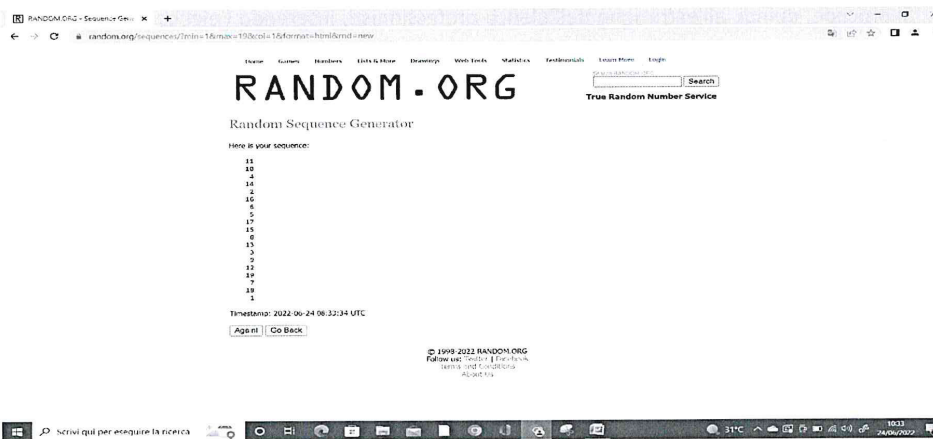 RANDOM.ORG - Sequence Gen
random.org/sequences/?min=1&max=19&col=1&format=html&rnd=new
Home Games Numbers Lists & More Drawings Web Tools Statistics Testimonials Learn More Login
RANDOM.ORG
Search
True Random Number Service
Random Sequence Generator
Here is your sequence:
11
10
4
14
2
16
6
5
17
15
8
13
3
9
12
19
7
18
1
Timestamp: 2022-06-24 08:33:34 UTC
Again! Go Back
© 1998-2022 RANDOM.ORG
Follow us: Twitter | Facebook
Terms and Conditions
About Us
Scrivi qui per eseguire la ricerca
31°C
10:33
24/06/2022